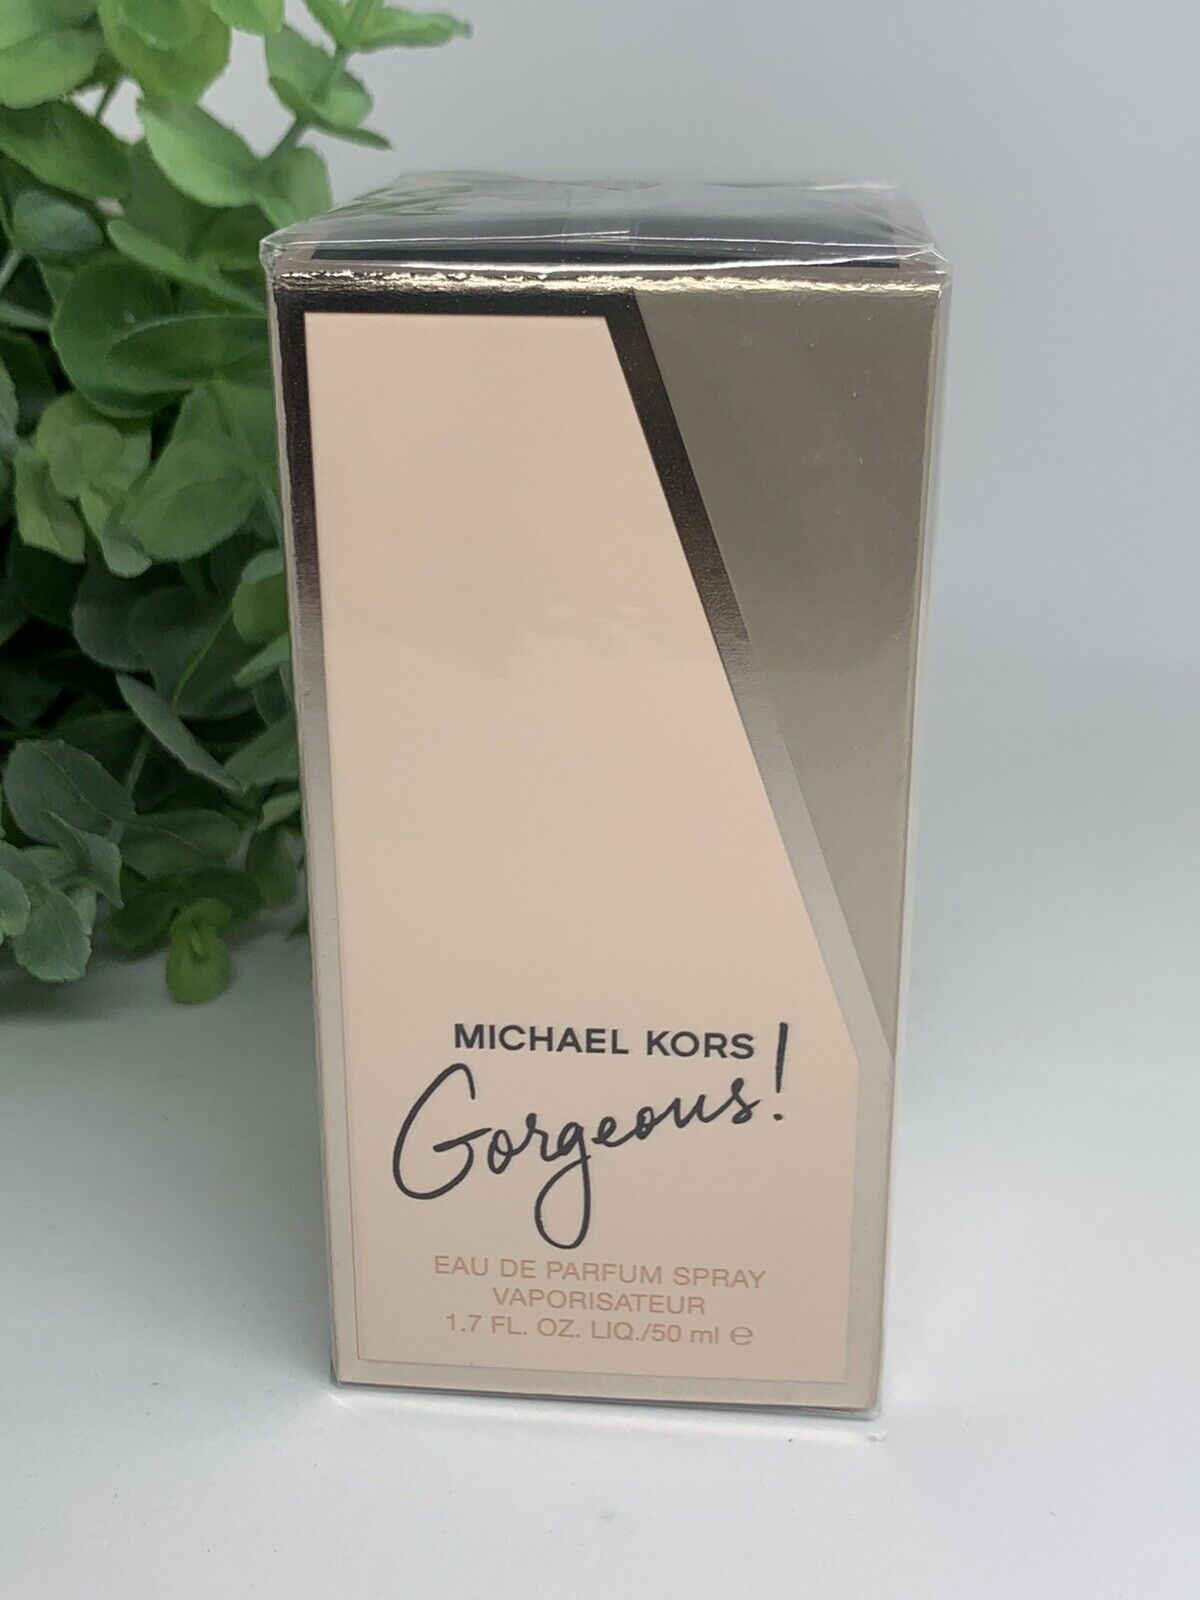 MICHAEL KORS
Gorgeous!
EAU DE PARFUM SPRAY
VAPORISATEUR
1.7 FL. OZ. LIQ./50 ml ℮